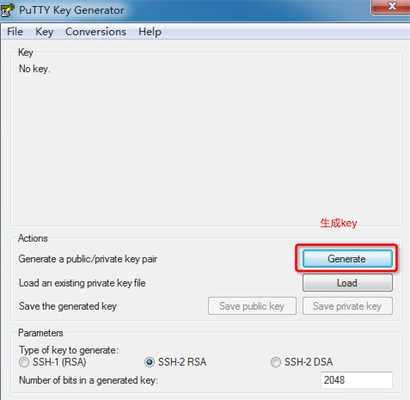 PuTTY Key Generator
File Key Conversions Help
Key
No key.
生成key
Actions
Generate a public/private key pair
Generate
Load an existing private key file
Load
Save the generated key
Save public key
Save private key
Parameters
Type of key to generate:
SSH-1 (RSA)
SSH-2 RSA
SSH-2 DSA
Number of bits in a generated key:
2048